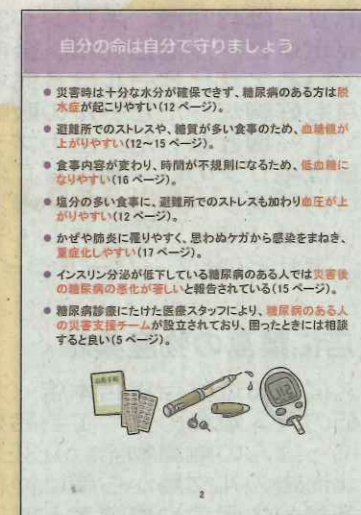 自分の命は自分で守りましょう
● 災害時は十分な水分が確保できず、糖尿病のある方は脱
水症が起こりやすい(12 ページ)。
● 避難所でのストレスや、糖質が多い食事のため、血糖値が
上がりやすい(12~15 ページ)。
● 食事内容が変わり、時間が不規則になるため、低血糖に
なりやすい(16 ページ)。
● 塩分の多い食事に、避難所でのストレスも加わり血圧が上
がりやすい(12 ページ)。
● かぜや肺炎に罹りやすく、思わぬケガから感染をまねき、
重症化しやすい(17 ページ)。
● インスリン分泌が低下している糖尿病のある人では災害後
の糖尿病の悪化が著しいと報告されている(15 ページ)。
● 糖尿病診療にたけた医療スタッフにより、糖尿病のある人
の災害支援チームが設立されており、困ったときには相談
すると良い(5 ページ)。
2